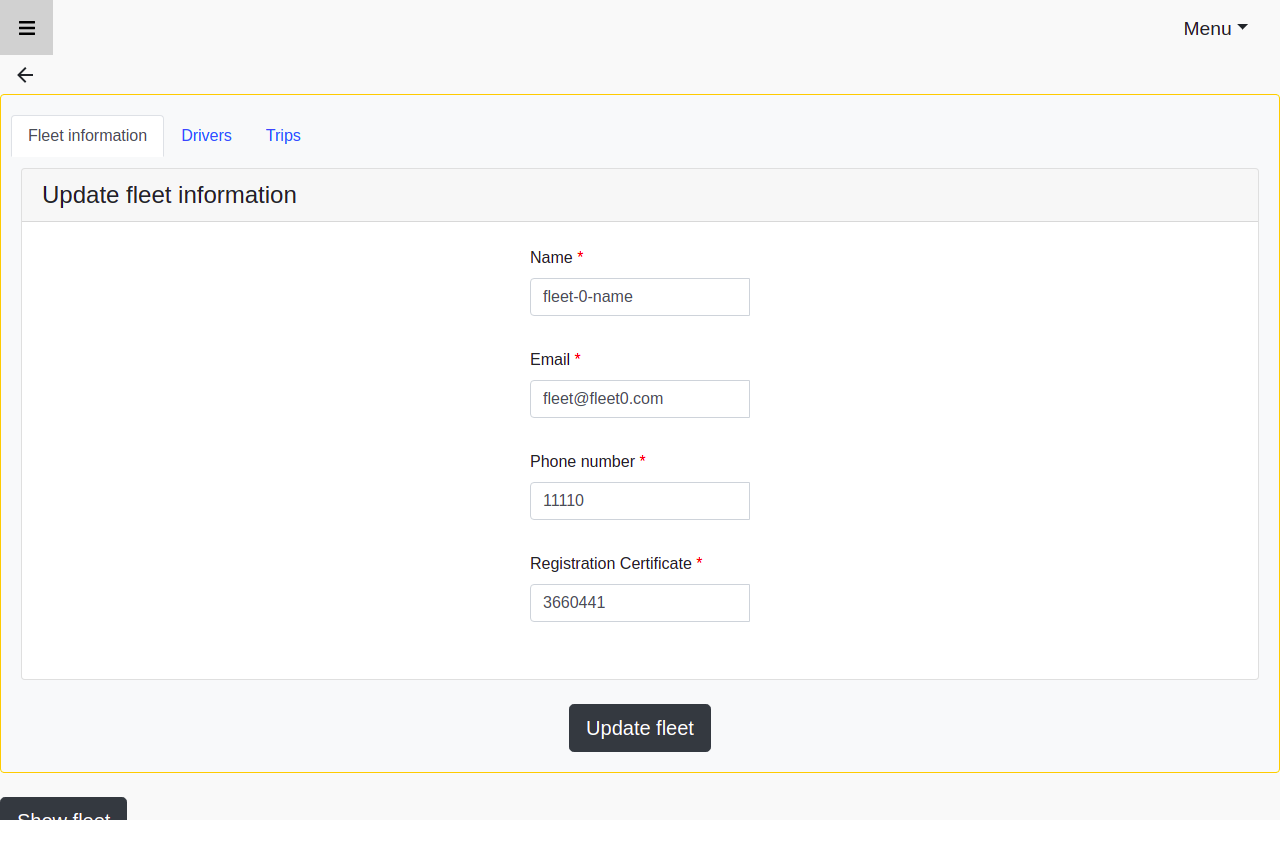 Menu
Fleet information Drivers Trips
Update fleet information
Name *
fleet-0-name
Email *
fleet@fleet0.com
Phone number *
11110
Registration Certificate *
3660441
Update fleet
Show fleet